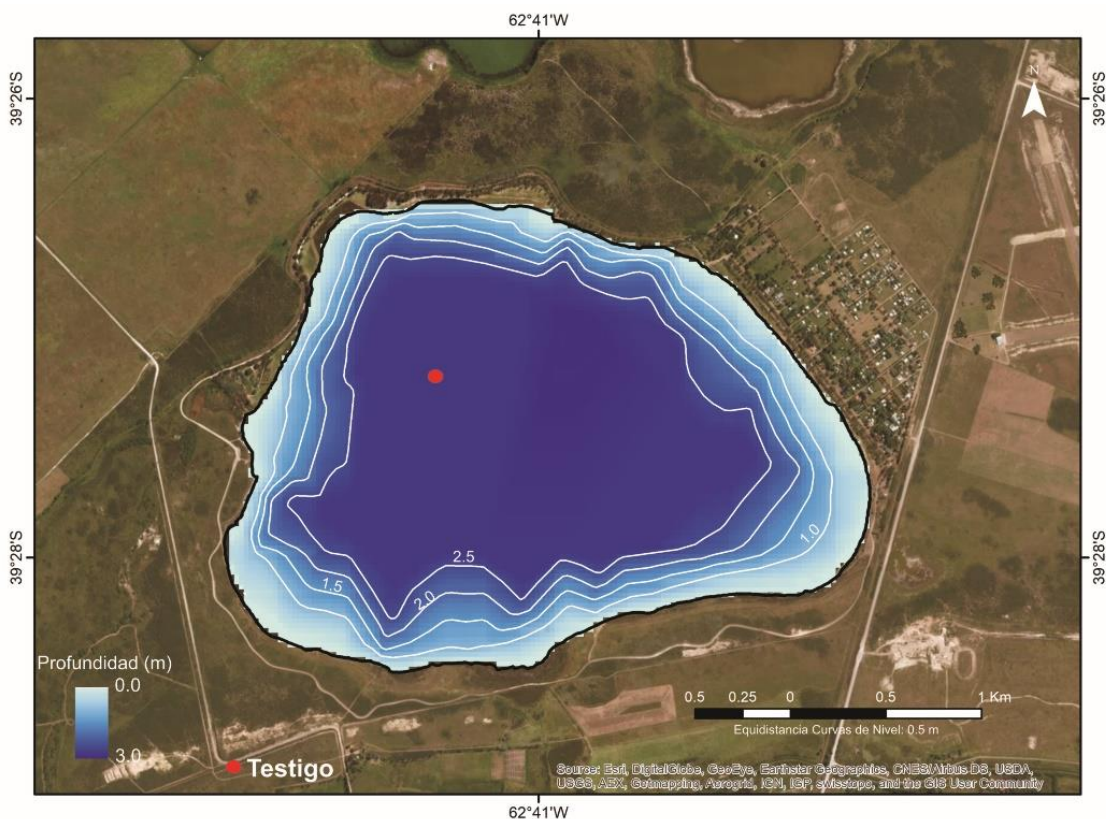 62°41'W
39°26'S
39°26'S
N
39°28'S
39°28'S
1.0
2.5
1.5
2.0
Profundidad (m)
0.0
3.0
Testigo
0.5 0.25 0 0.5 1 Km
Equidistancia Curvas de Nivel: 0.5 m
Source: Esri, DigitalGlobe, GeoEye, Earthstar Geographics, CNES/Airbus DS, USDA,
USGS, AEX, Getmapping, Aerogrid, IGN, IGP, swisstopo, and the GIS User Community
62°41'W